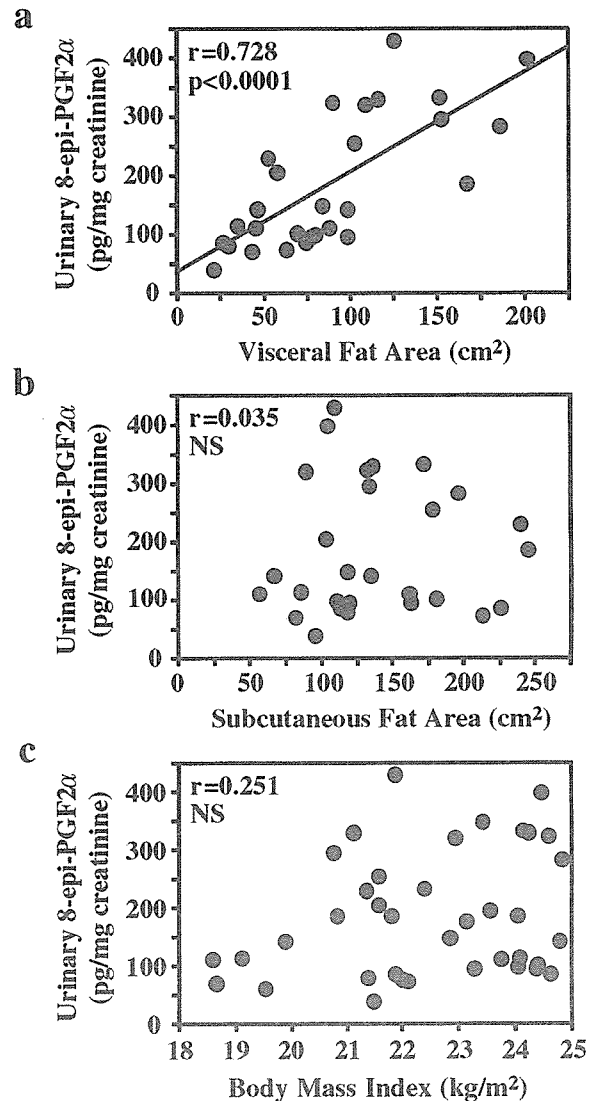 a
Urinary 8-epi-PGF2α
(pg/mg creatinine)
r=0.728
p<0.0001
400
300
200
100
0
0 50 100 150 200
Visceral Fat Area (cm²)
b
Urinary 8-epi-PGF2α
(pg/mg creatinine)
r=0.035
NS
400
300
200
100
0
0 50 100 150 200 250
Subcutaneous Fat Area (cm²)
c
Urinary 8-epi-PGF2α
(pg/mg creatinine)
r=0.251
NS
400
300
200
100
0
18 19 20 21 22 23 24 25
Body Mass Index (kg/m²)